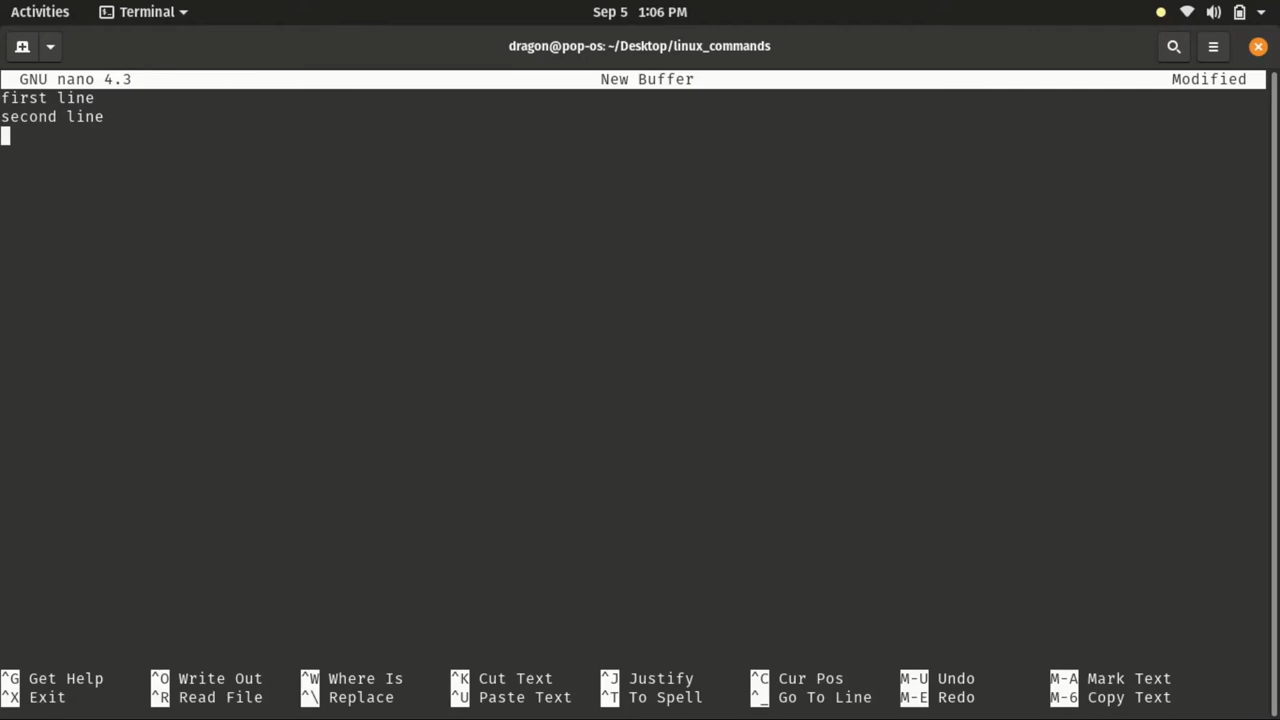 Activities Terminal Sep 5 1:06 PM
dragon@pop-os: ~/Desktop/linux_commands
GNU nano 4.3 New Buffer Modified
first line
second line
^G Get Help ^O Write Out ^W Where Is ^K Cut Text ^J Justify ^C Cur Pos M-U Undo M-A Mark Text
^X Exit ^R Read File ^\ Replace ^U Paste Text ^T To Spell ^_ Go To Line M-E Redo M-6 Copy Text